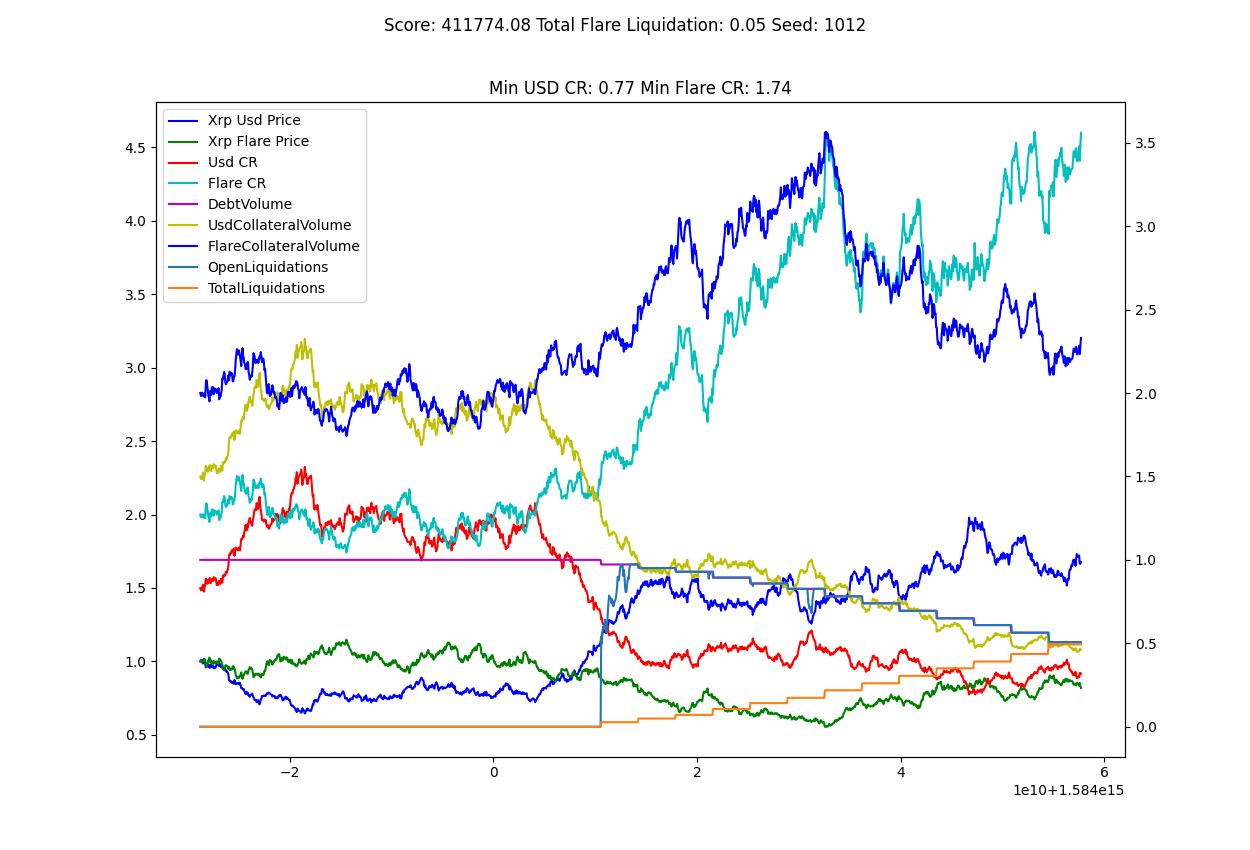 Score: 411774.08 Total Flare Liquidation: 0.05 Seed: 1012
Min USD CR: 0.77 Min Flare CR: 1.74
Xrp Usd Price
Xrp Flare Price
Usd CR
Flare CR
DebtVolume
UsdCollateralVolume
FlareCollateralVolume
OpenLiquidations
TotalLiquidations
4.5
4.0
3.5
3.0
2.5
2.0
1.5
1.0
0.5
3.5
3.0
2.5
2.0
1.5
1.0
0.5
0.0
−2
0
2
4
6
1e10+1.584e15